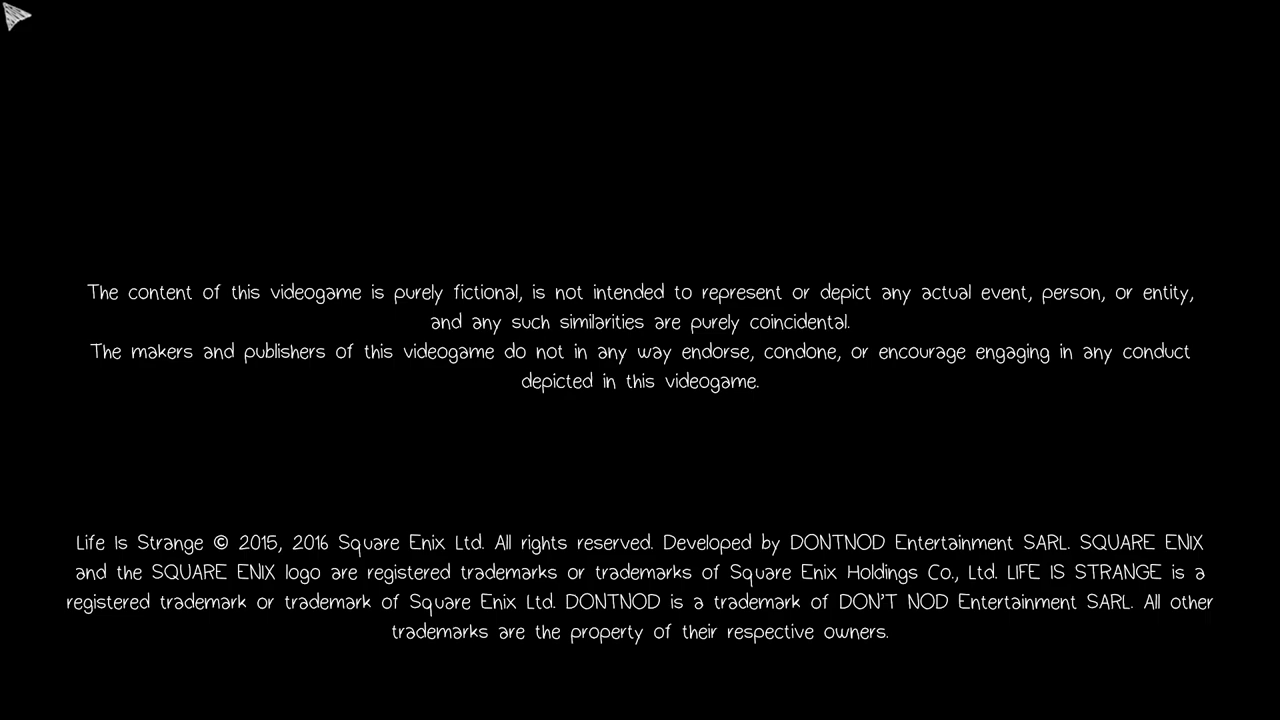 The content of this videogame is purely fictional, is not intended to represent or depict any actual event, person, or entity,
and any such similarities are purely coincidental.
The makers and publishers of this videogame do not in any way endorse, condone, or encourage engaging in any conduct
depicted in this videogame.
Life Is Strange © 2015, 2016 Square Enix Ltd. All rights reserved. Developed by DONTNOD Entertainment SARL. SQUARE ENIX
and the SQUARE ENIX logo are registered trademarks or trademarks of Square Enix Holdings Co., Ltd. LIFE IS STRANGE is a
registered trademark or trademark of Square Enix Ltd. DONTNOD is a trademark of DON'T NOD Entertainment SARL. All other
trademarks are the property of their respective owners.